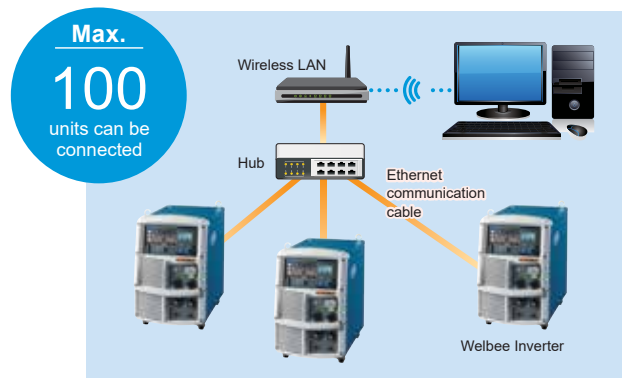 Max.
100
units can be
connected
Wireless LAN
Hub
Ethernet
communication
cable
Welbee Inverter